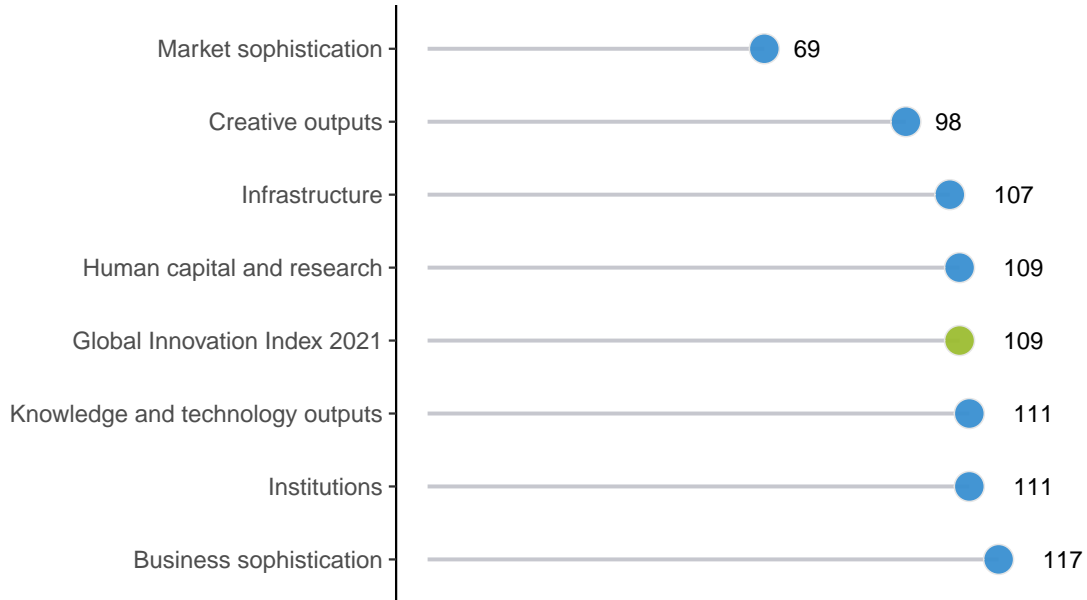 Market sophistication 69
Creative outputs 98
Infrastructure 107
Human capital and research 109
Global Innovation Index 2021 109
Knowledge and technology outputs 111
Institutions 111
Business sophistication 117